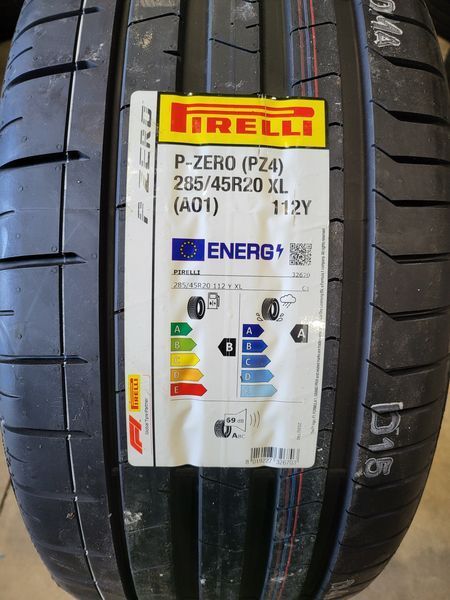 P-ZERO
PIRELLI
P-ZERO (PZ4)
285/45R20 XL
(A01) 112Y
ENERG
PIRELLI
285/45R20 112 Y XL C1
A
B
C
D
E
B
A
B
C
D
E
A
69 dB
ABC
PIRELLI
F1
D15